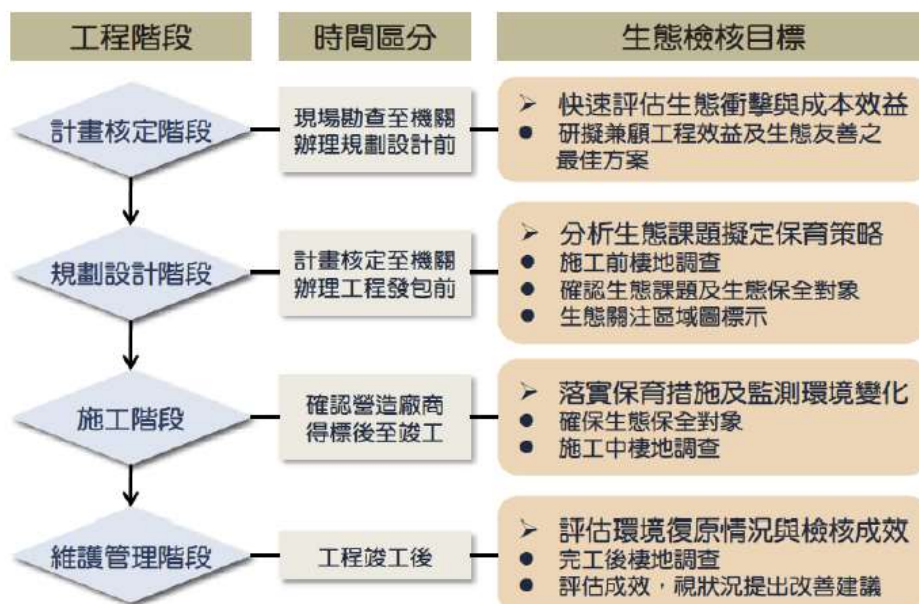 工程階段
時間區分
生態檢核目標
計畫核定階段
現場勘查至機關
辦理規劃設計前
➤ 快速評估生態衝擊與成本效益
● 研擬兼顧工程效益及生態友善之
最佳方案
規劃設計階段
計畫核定至機關
辦理工程發包前
➤ 分析生態課題擬定保育策略
● 施工前棲地調查
● 確認生態課題及生態保全對象
● 生態關注區域圖標示
施工階段
確認營造廠商
得標後至竣工
➤ 落實保育措施及監測環境變化
● 確保生態保全對象
● 施工中棲地調查
維護管理階段
工程竣工後
➤ 評估環境復原情況與檢核成效
● 完工後棲地調查
● 評估成效，視狀況提出改善建議